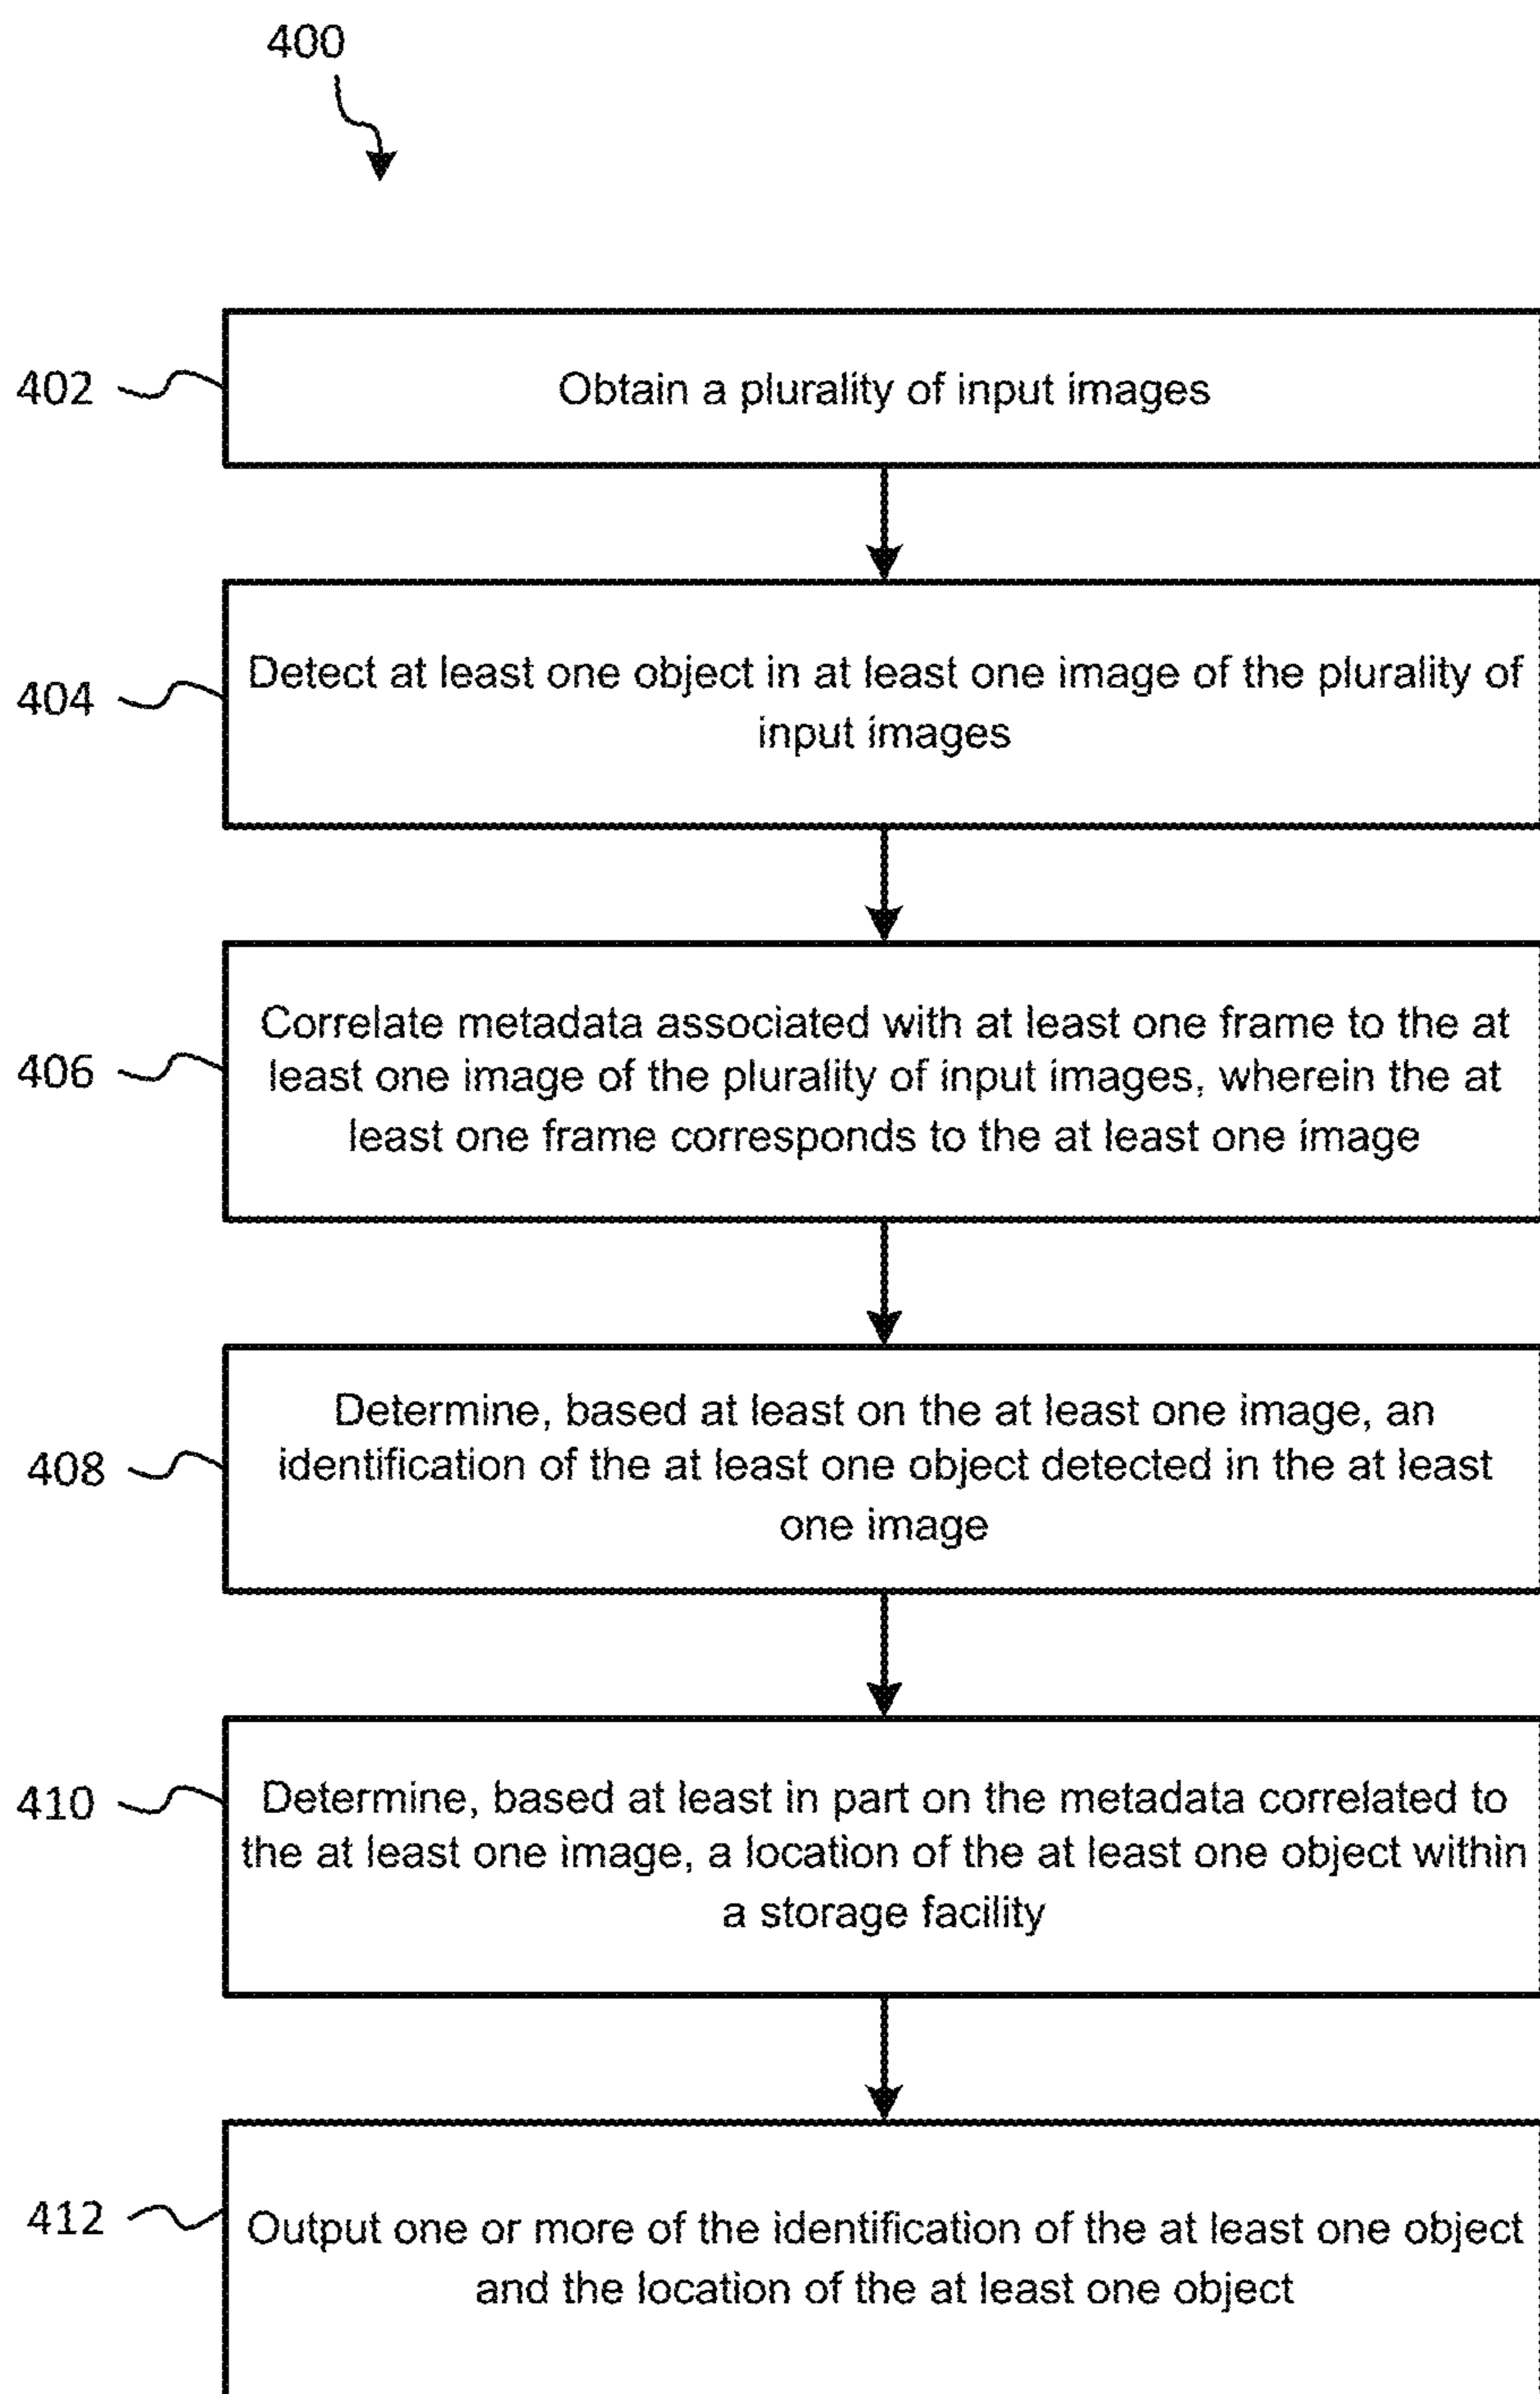 400
402
Obtain a plurality of input images
404
Detect at least one object in at least one image of the plurality of
input images
406
Correlate metadata associated with at least one frame to the at
least one image of the plurality of input images, wherein the at
least one frame corresponds to the at least one image
408
Determine, based at least on the at least one image, an
identification of the at least one object detected in the at least
one image
410
Determine, based at least in part on the metadata correlated to
the at least one image, a location of the at least one object within
a storage facility
412
Output one or more of the identification of the at least one object
and the location of the at least one object